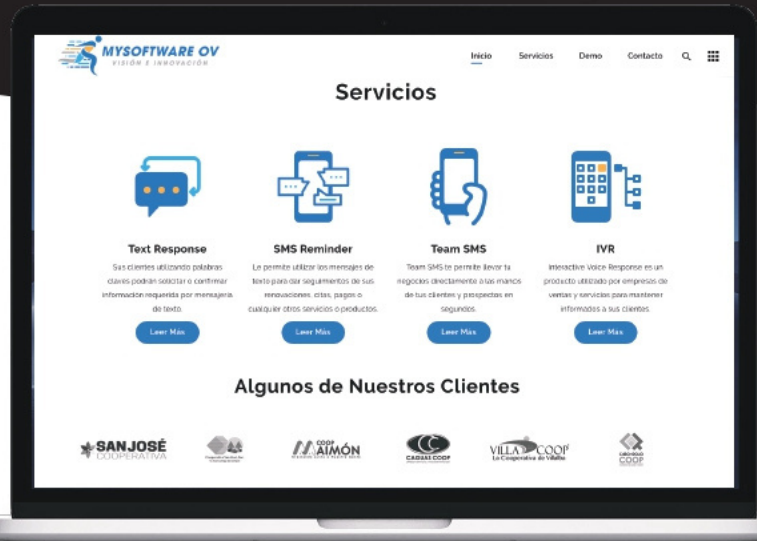 MYSOFTWARE OV
VISIÓN E INNOVACIÓN
Inicio Servicios Demo Contacto
Servicios
Text Response
Sus clientes utilizando palabras
claves podrán solicitar o confirmar
información requerida por mensajería
de texto.
Leer Más
SMS Reminder
Le permite utilizar los mensajes de
texto para dar seguimientos de sus
renovaciones, citas, pagos o
cualquier otros servicios o productos.
Leer Más
Team SMS
Team SMS te permite llevar tu
negocios directamente a las manos
de tus clientes y prospectos en
segundos.
Leer Más
IVR
Interactive Voice Response es un
producto utilizado por empresas de
ventas y servicios para mantener
informados a sus clientes
Leer Más
Algunos de Nuestros Clientes
SAN JOSÉ
COOPERATIVA
COOP
AIMÓN
CAGUAS COOP
VILLA COOP
La Cooperativa de Villalba
CABO ROJO
COOP